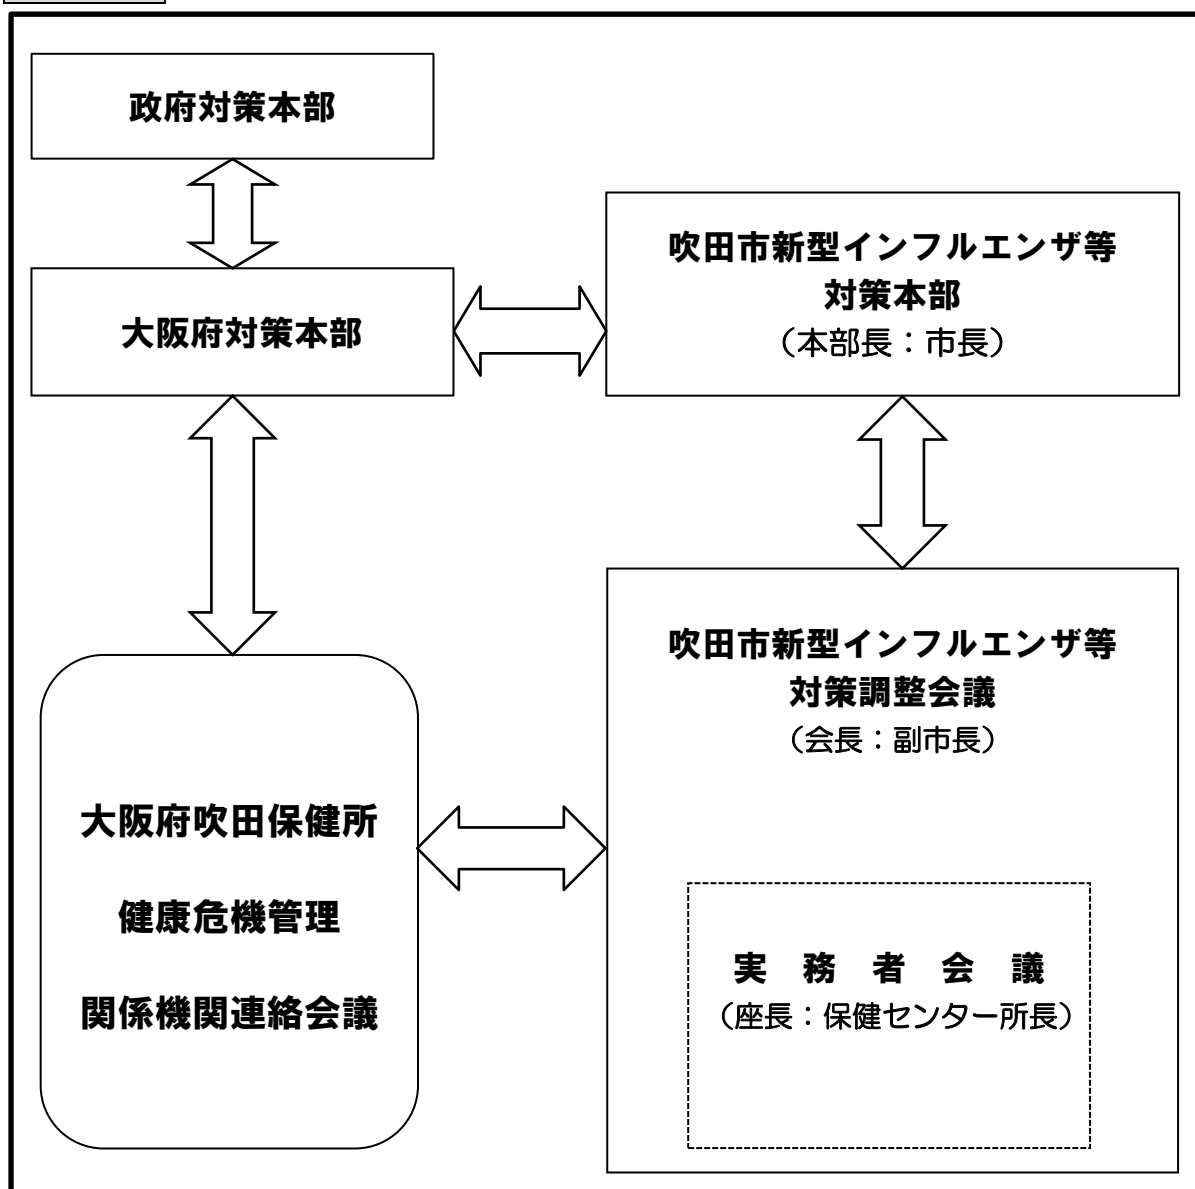 政府対策本部
大阪府対策本部
吹田市新型インフルエンザ等
対策本部
（本部長：市長）
吹田市新型インフルエンザ等
対策調整会議
（会長：副市長）
大阪府吹田保健所
健康危機管理
関係機関連絡会議
実　務　者　会　議
（座長：保健センター所長）